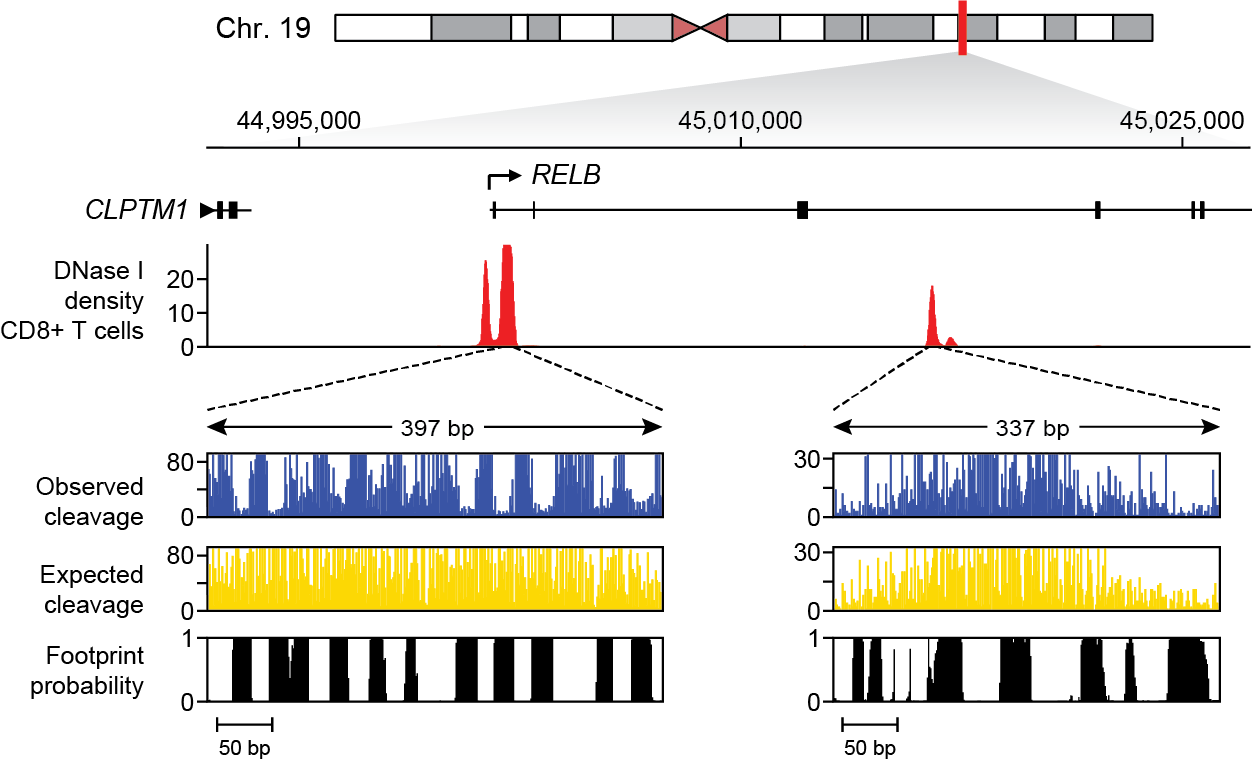 Chr. 19
44,995,000 45,010,000 45,025,000
RELB
CLPTM1
DNase I
density
CD8+ T cells
20
10
0
397 bp 337 bp
Observed
cleavage
80
0
30
0
Expected
cleavage
80
0
30
0
Footprint
probability
1
0
1
0
50 bp 50 bp